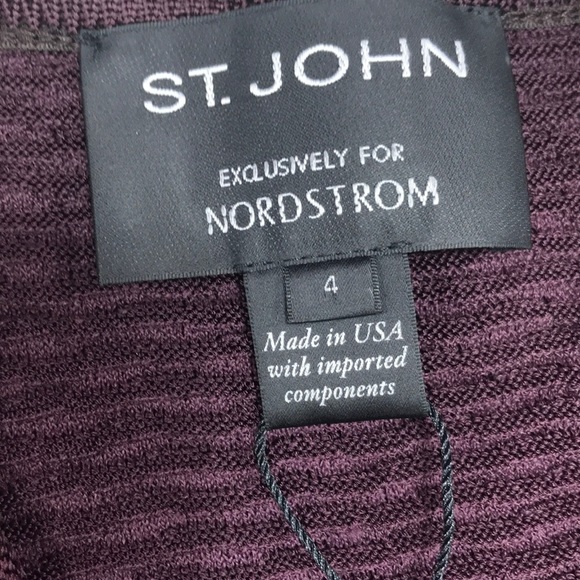 ST. JOHN
EXCLUSIVELY FOR
NORDSTROM
4
Made in USA
with imported
components